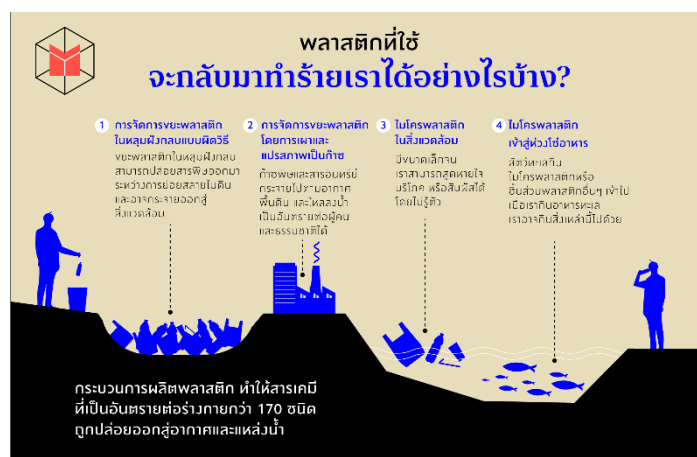 พลาสติกที่ใช้
จะกลับมาทำร้ายเราได้อย่างไรบ้าง?
1 การจัดการขยะพลาสติก
ในหลุมฝังกลบแบบผิดวิธี
ขยะพลาสติกในหลุมฝังกลบ
สามารถปล่อยสารพิษออกมา
ระหว่างการย่อยสลายในดิน
และอาจกระจายออกสู่
สิ่งแวดล้อม
2 การจัดการขยะพลาสติก
โดยการเผาและ
แปรสภาพเป็นก๊าซ
ก๊าซพิษและสารอนทรีย์
กระจายไปตามอากาศ
พื้นดิน และไหลลงน้ำ
เป็นอันตรายต่อผู้คน
และธรรมชาติได้
3 ไมโครพลาสติก
ในสิ่งแวดล้อม
มีขนาดเล็กจน
เราสามารถสูดหายใจ
บริโภค หรือสัมผัสได้
โดยไม่รู้ตัว
4 ไมโครพลาสติก
เข้าสู่ห่วงโซ่อาหาร
สัตว์ทะเลกิน
ไมโครพลาสติกหรือ
ชิ้นส่วนพลาสติกอื่นๆ เข้าไป
เมื่อเรากินอาหารทะเล
เราอาจกินสิ่งเหล่านี้ไปด้วย
กระบวนการผลิตพลาสติก ทำให้สารเคมี
ที่เป็นอันตรายต่อร่างกายกว่า 170 ชนิด
ถูกปล่อยออกสู่อากาศและแหล่งน้ำ